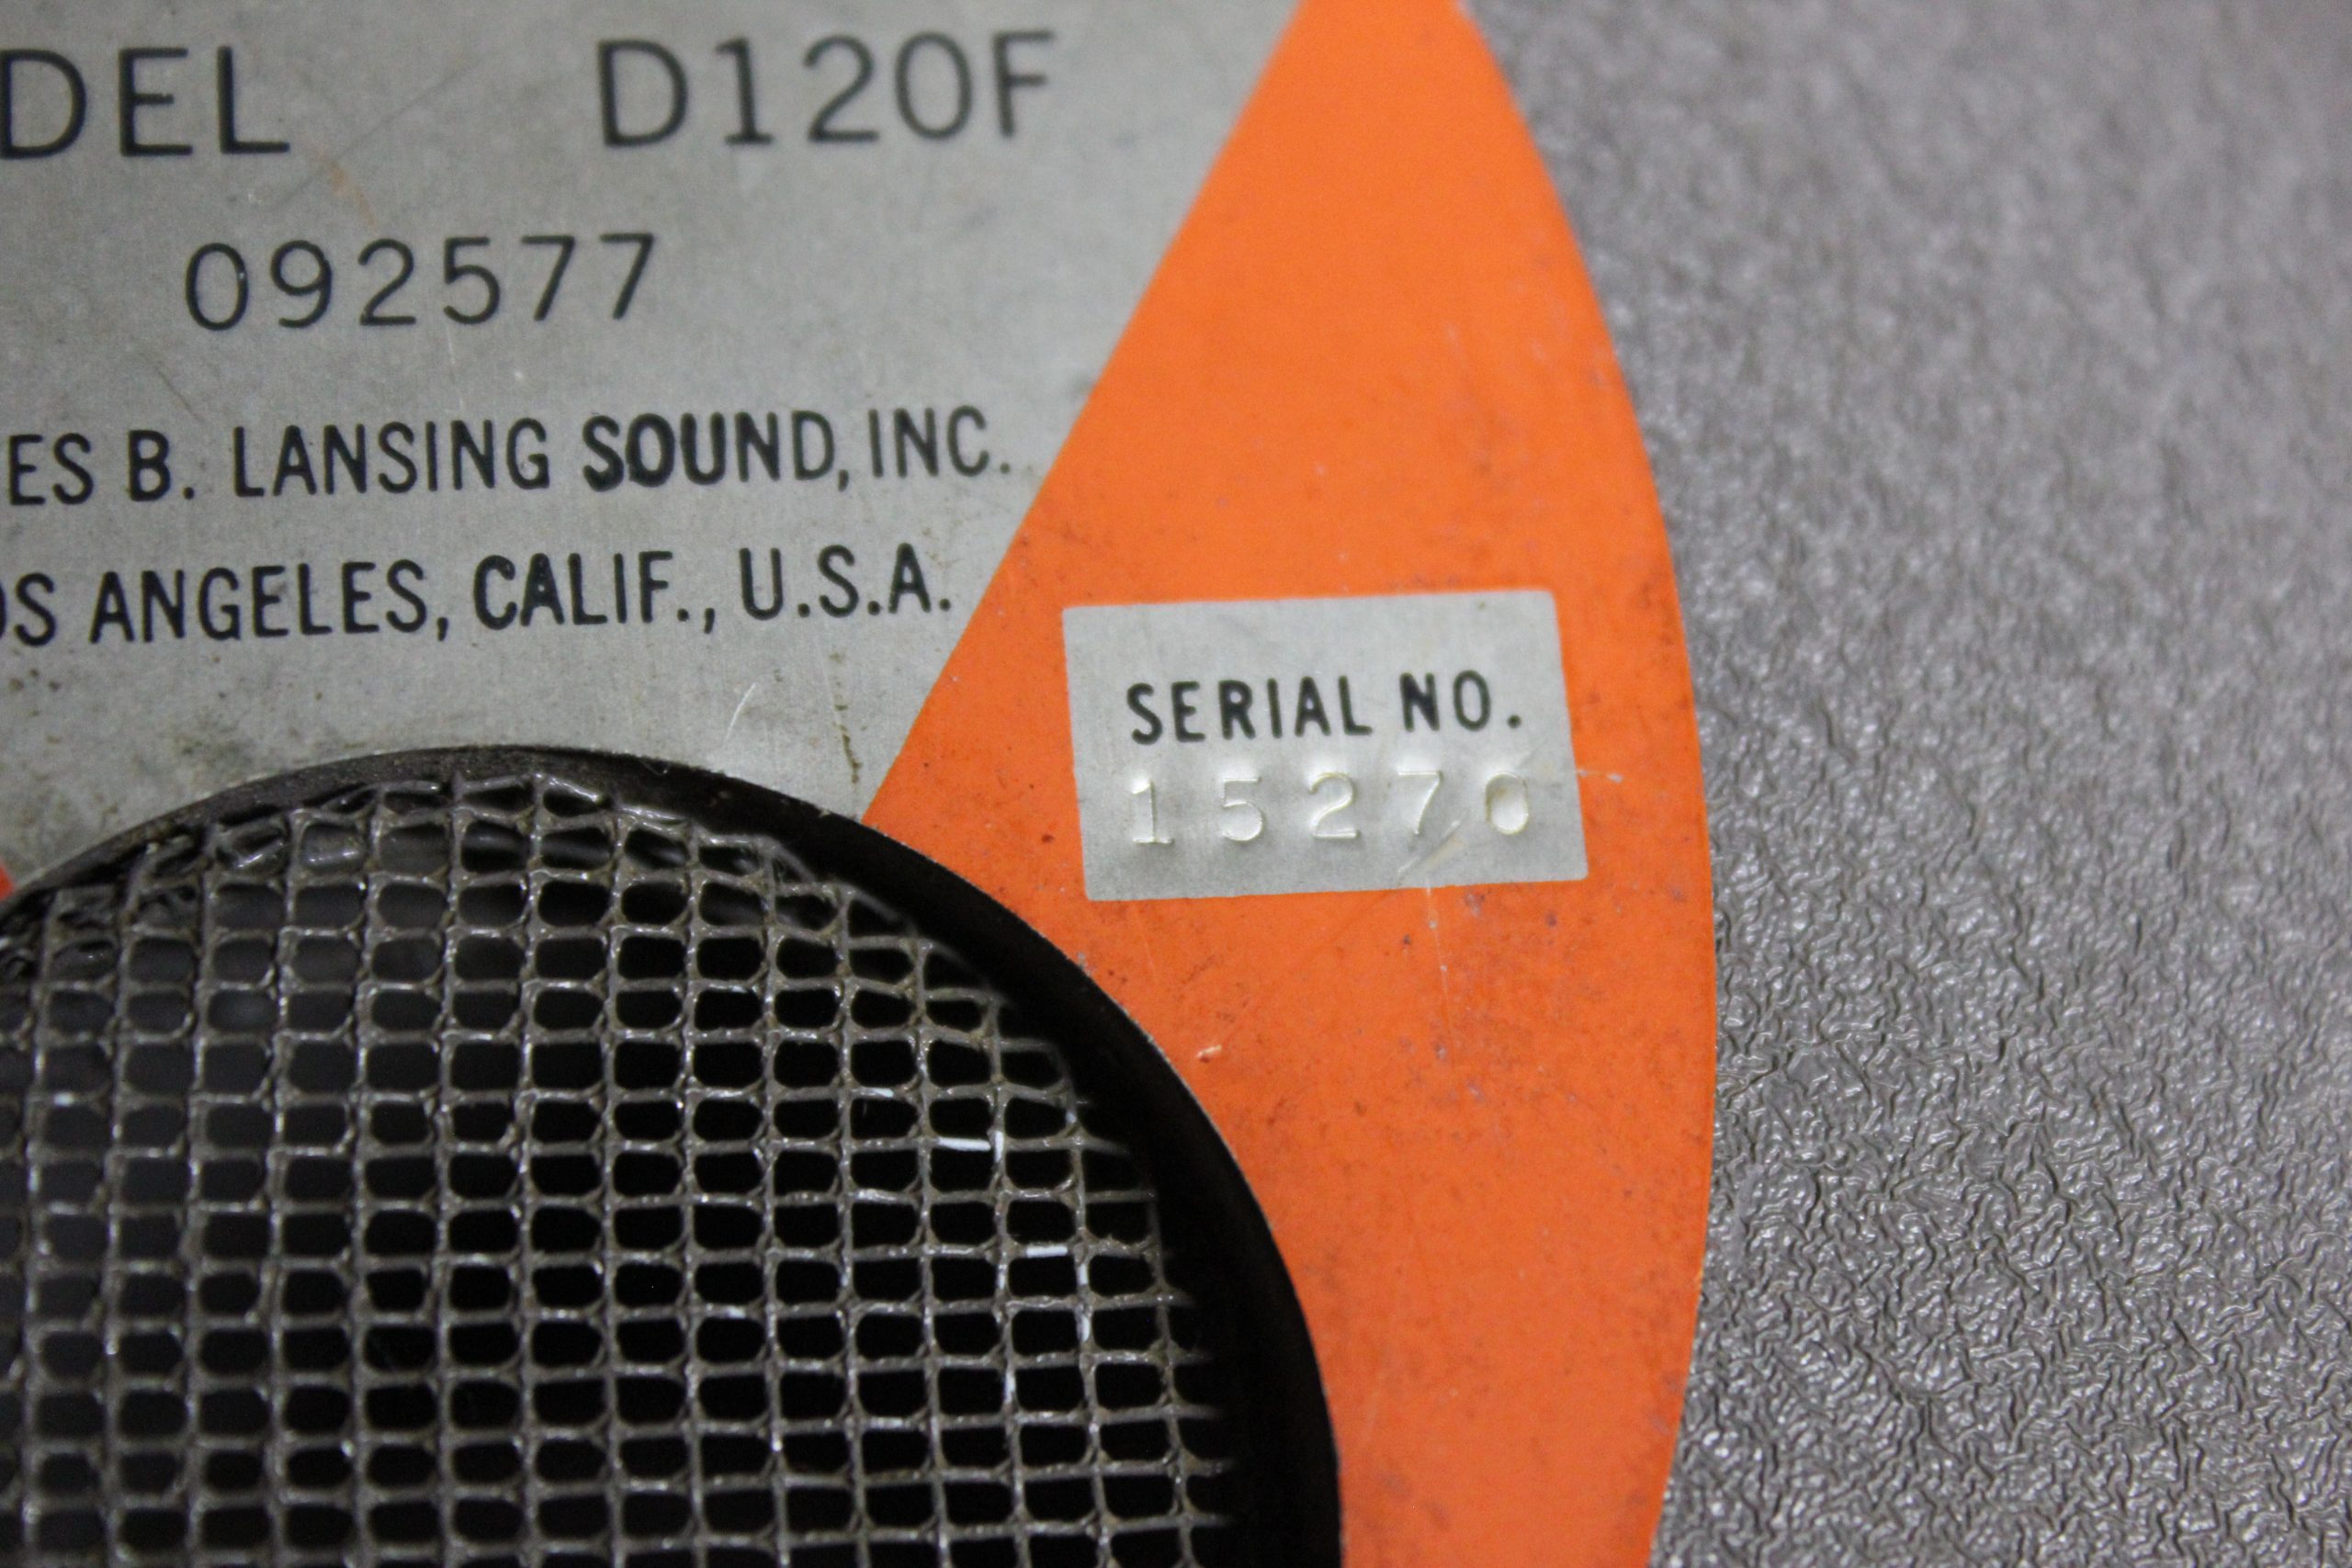 DEL D120F
092577
ES B. LANSING SOUND, INC.
OS ANGELES, CALIF., U.S.A.
SERIAL NO.
15270